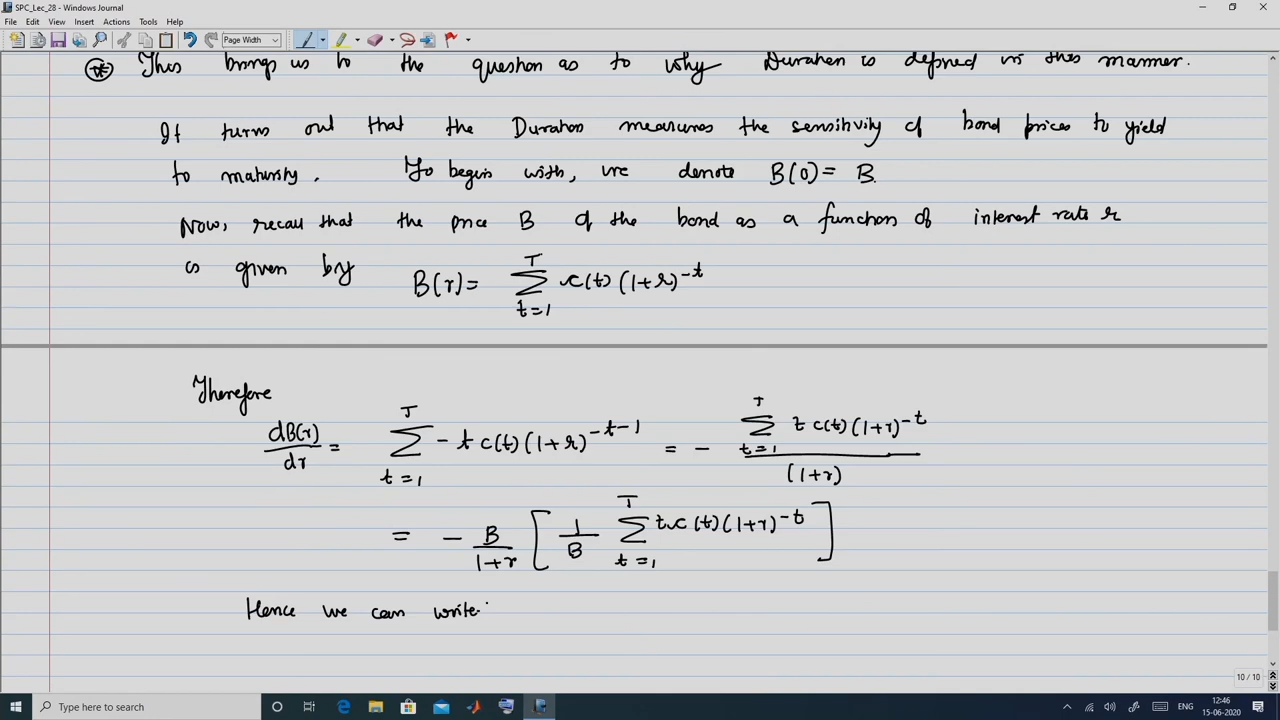 SPC_Lec_28 - Windows Journal
File Edit View Insert Actions Tools Help
Page Width
* This brings us to the question as to why Duration is defined in this manner.
It turns out that the Duration measures the sensitivity of bond prices to yield
to maturity. To begin with, we denote B(0) = B.
Now, recall that the price B of the bond as a function of interest rate r
is given by B(r) = ∑_{t=1}^{T} c(t)(1+r)^{-t}
Therefore
dB(r)/dr = ∑_{t=1}^{T} - t c(t)(1+r)^{-t-1} = - ∑_{t=1}^{T} t c(t)(1+r)^{-t} / (1+r)
= - B/(1+r) [ 1/B ∑_{t=1}^{T} t c(t)(1+r)^{-t} ]
Hence we can write
10 / 10
Type here to search
ENG
12:46
15-06-2020